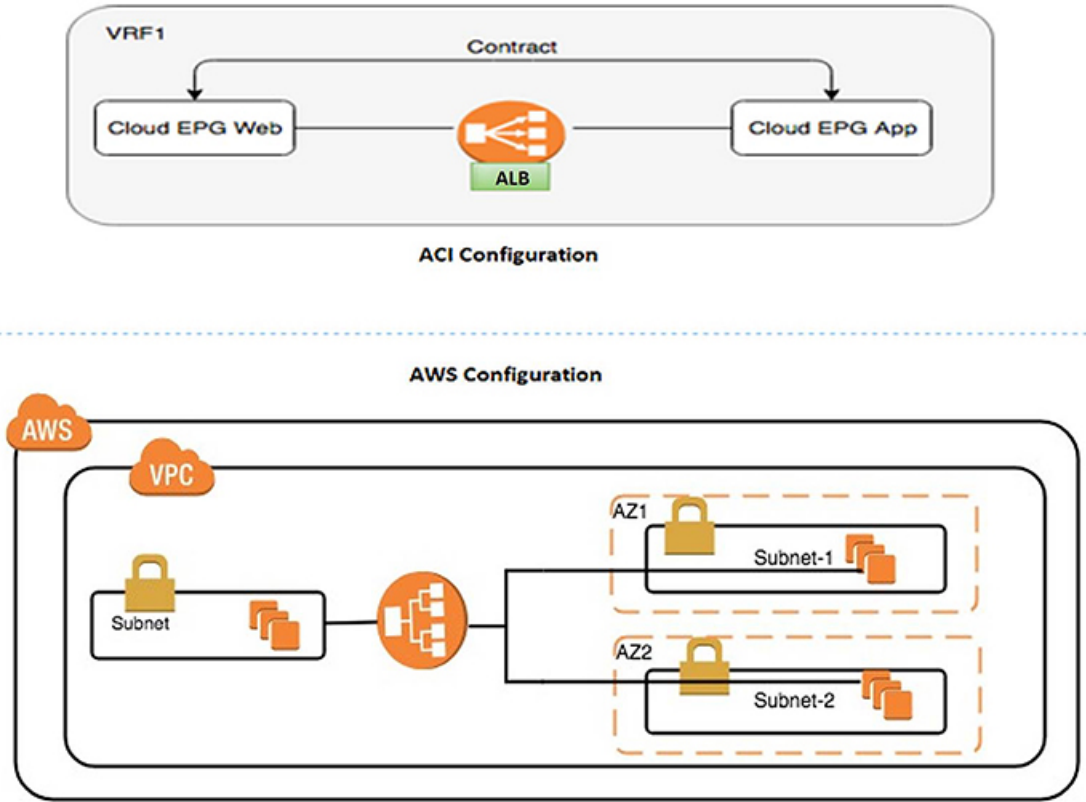 VRF1
Contract
Cloud EPG Web
Cloud EPG App
ALB
ACI Configuration
AWS Configuration
AWS
VPC
AZ1
Subnet-1
Subnet
AZ2
Subnet-2